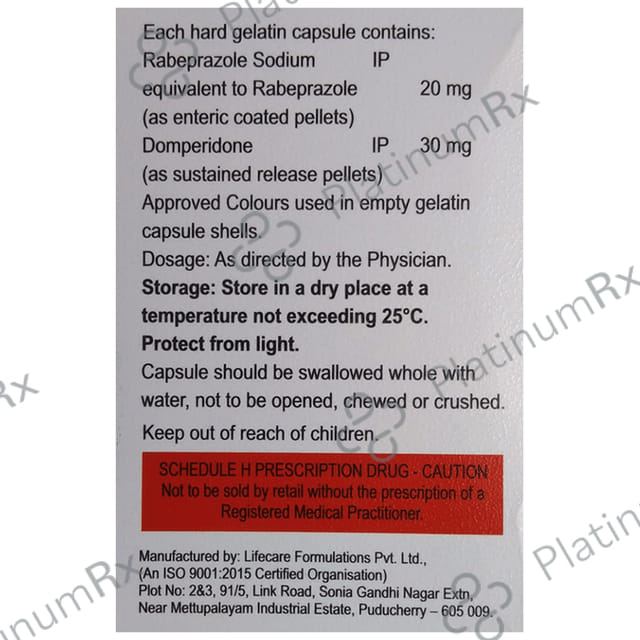 Each hard gelatin capsule contains:
Rabeprazole Sodium IP
equivalent to Rabeprazole 20 mg
(as enteric coated pellets)
Domperidone IP 30 mg
(as sustained release pellets)
Approved Colours used in empty gelatin
capsule shells.
Dosage: As directed by the Physician.
Storage: Store in a dry place at a
temperature not exceeding 25°C.
Protect from light.
Capsule should be swallowed whole with
water, not to be opened, chewed or crushed.
Keep out of reach of children.
SCHEDULE H PRESCRIPTION DRUG - CAUTION
Not to be sold by retail without the prescription of a
Registered Medical Practitioner.
Manufactured by: Lifecare Formulations Pvt. Ltd.,
(An ISO 9001:2015 Certified Organisation)
Plot No: 2&3, 91/5, Link Road, Sonia Gandhi Nagar Extn,
Near Mettupalayam Industrial Estate, Puducherry – 605 009.
PlatinumRx
PlatinumRx
PlatinumRx
Rx
Platin
inumRx